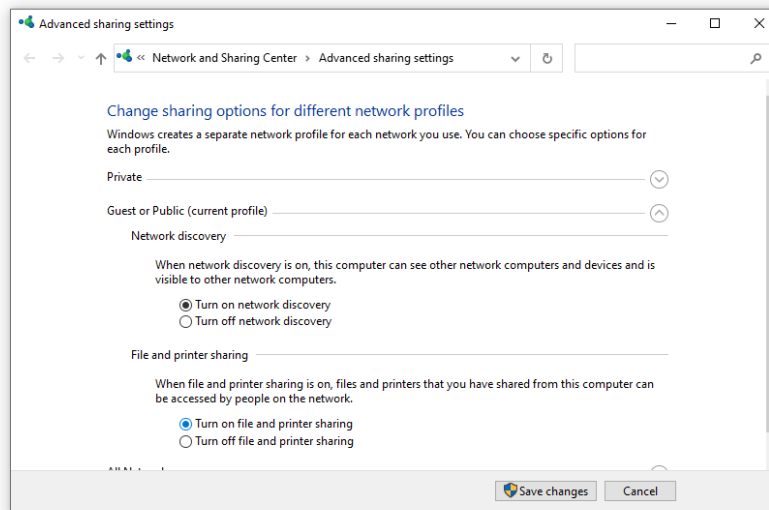 Advanced sharing settings
« Network and Sharing Center › Advanced sharing settings
Change sharing options for different network profiles
Windows creates a separate network profile for each network you use. You can choose specific options for
each profile.
Private
Guest or Public (current profile)
Network discovery
When network discovery is on, this computer can see other network computers and devices and is
visible to other network computers.
Turn on network discovery
Turn off network discovery
File and printer sharing
When file and printer sharing is on, files and printers that you have shared from this computer can
be accessed by people on the network.
Turn on file and printer sharing
Turn off file and printer sharing
Save changes Cancel